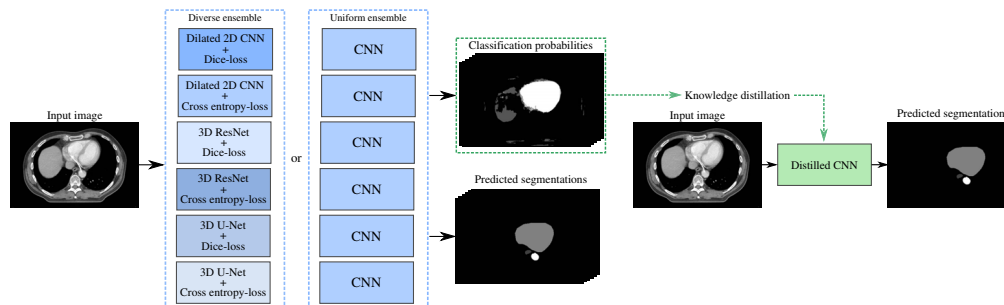 Diverse ensemble
Uniform ensemble
Input image
Dilated 2D CNN
+
Dice-loss
Dilated 2D CNN
+
Cross entropy-loss
3D ResNet
+
Dice-loss
3D ResNet
+
Cross entropy-loss
3D U-Net
+
Dice-loss
3D U-Net
+
Cross entropy-loss
or
CNN
CNN
CNN
CNN
CNN
CNN
Classification probabilities
Predicted segmentations
Knowledge distillation
Input image
Distilled CNN
Predicted segmentation